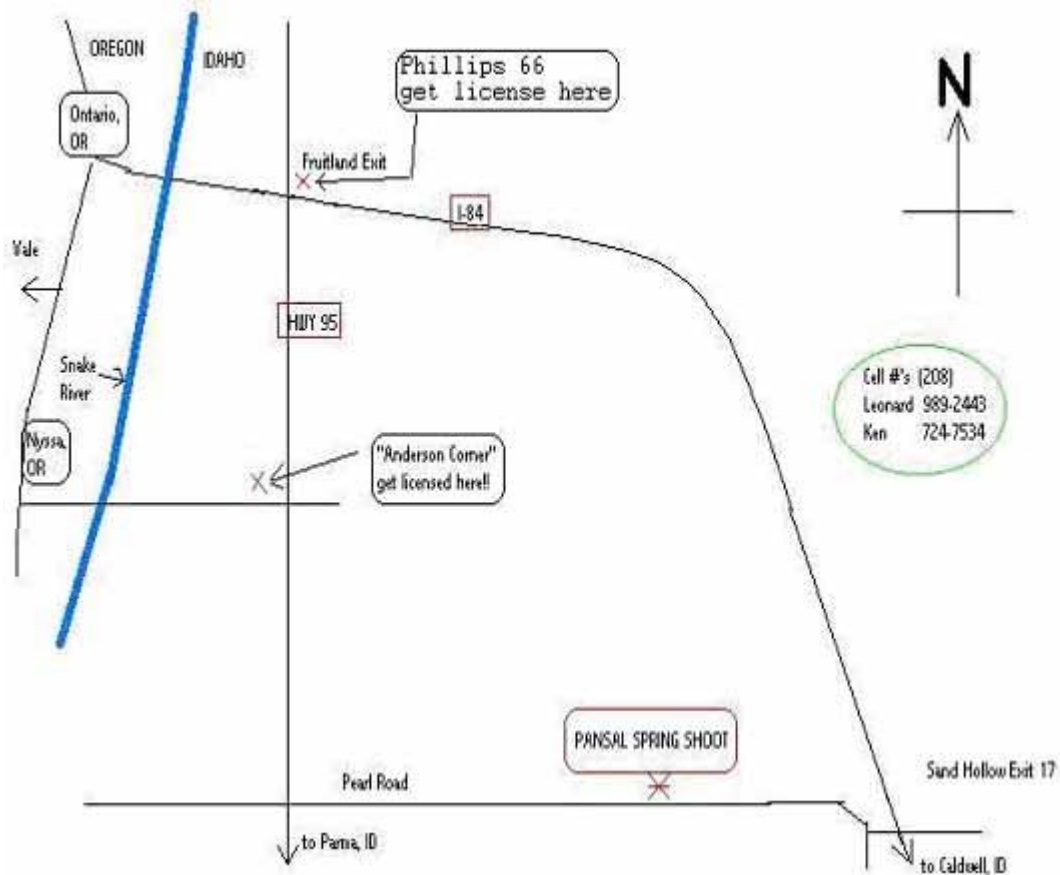 OREGON
IDAHO
Phillips 66
get license here
N
Ontario,
OR
Fruitland Exit
I-84
Vale
HWY 95
Snake
River
Cell #'s (208)
Leonard 989-2443
Ken 724-7534
Nyssa,
OR
"Anderson Corner"
get licensed here!!
PANSAL SPRING SHOOT
Sand Hollow Exit 17
Pearl Road
to Parma, ID
to Caldwell, ID